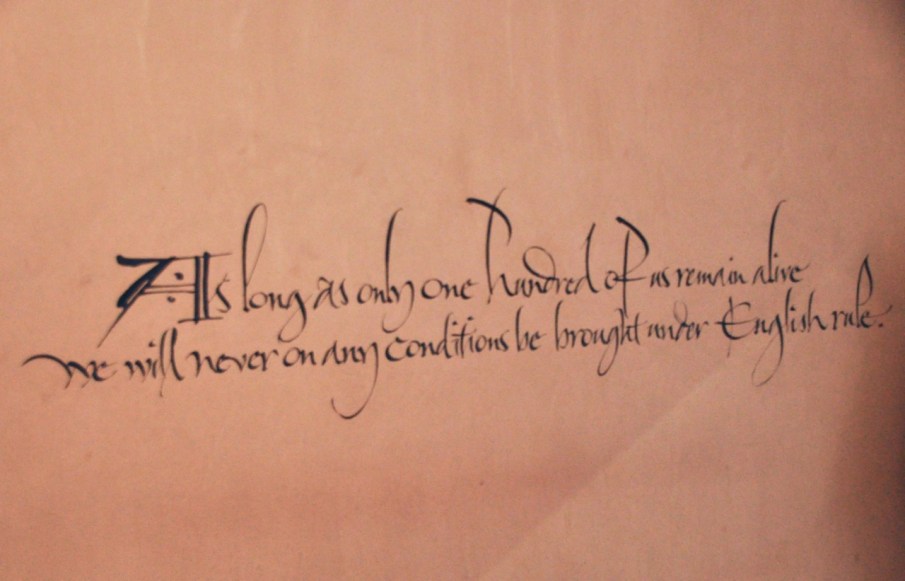 As long as only one hundred of us remain alive
we will never on any conditions be brought under English rule.